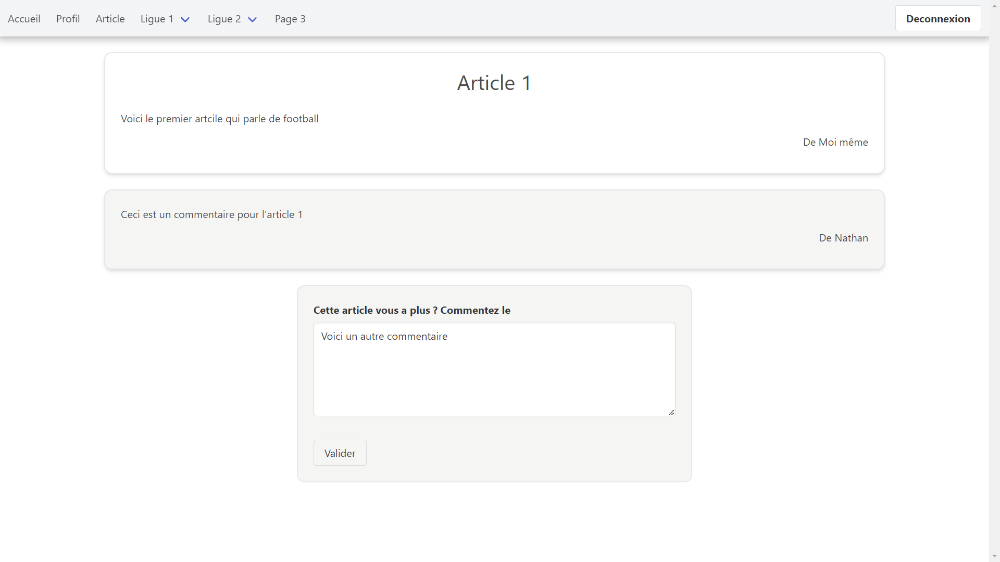 Accueil Profil Article Ligue 1 Ligue 2 Page 3 Deconnexion
Article 1
Voici le premier artcile qui parle de football
De Moi même
Ceci est un commentaire pour l'article 1
De Nathan
Cette article vous a plus ? Commentez le
Voici un autre commentaire
Valider